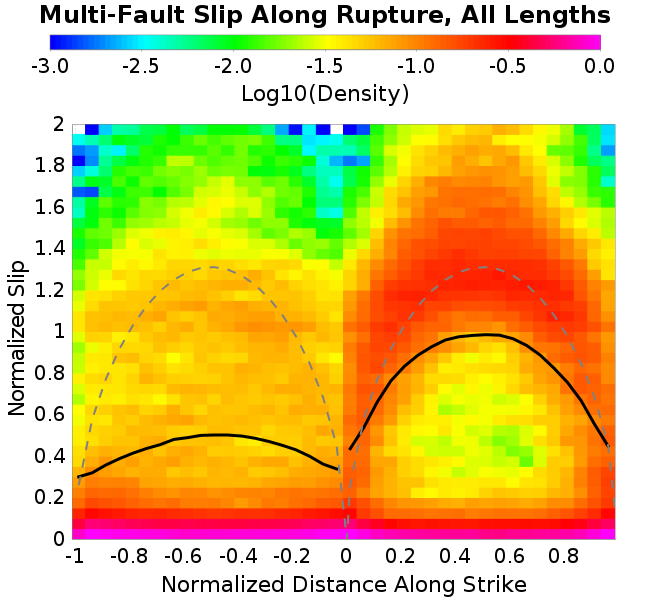 Multi-Fault Slip Along Rupture, All Lengths
-3.0 -2.5 -2.0 -1.5 -1.0 -0.5 0.0
Log10(Density)
2
1.8
1.6
1.4
1.2
1
0.8
0.6
0.4
0.2
0
Normalized Slip
-1 -0.8 -0.6 -0.4 -0.2 0 0.2 0.4 0.6 0.8
Normalized Distance Along Strike